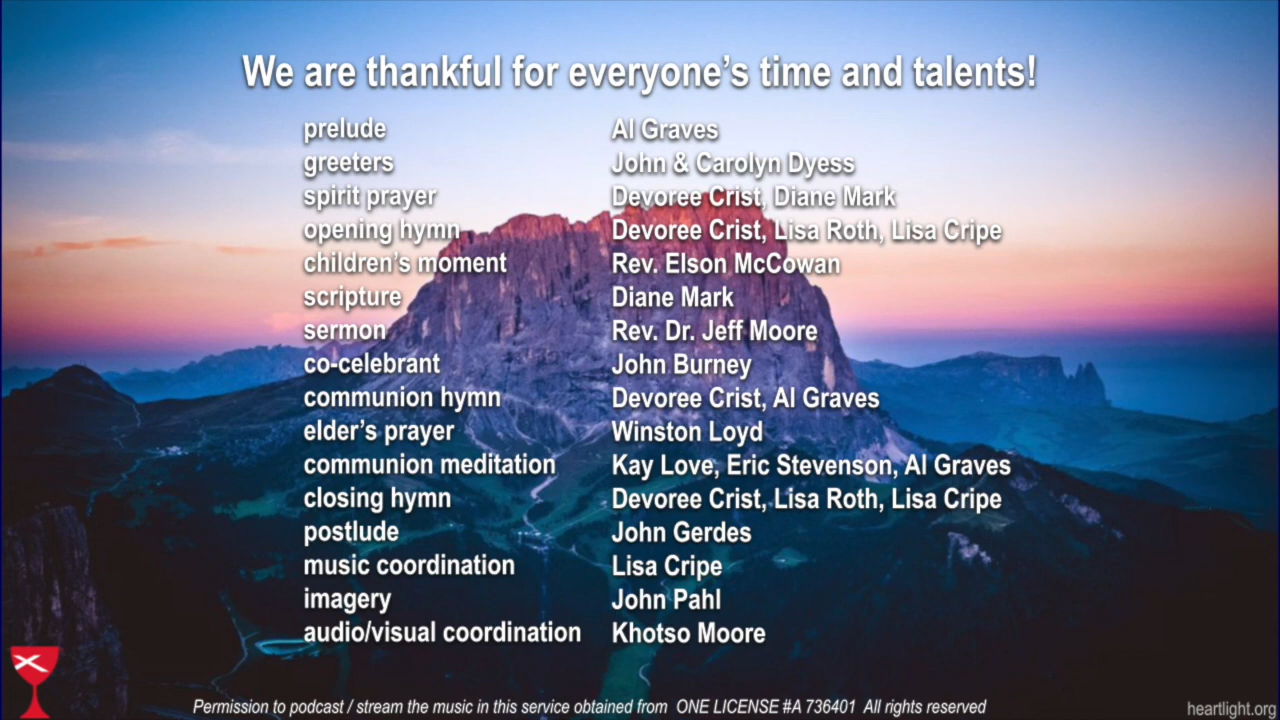 We are thankful for everyone's time and talents!
prelude Al Graves
greeters John & Carolyn Dyess
spirit prayer Devoree Crist, Diane Mark
opening hymn Devoree Crist, Lisa Roth, Lisa Cripe
children's moment Rev. Elson McCowan
scripture Diane Mark
sermon Rev. Dr. Jeff Moore
co-celebrant John Burney
communion hymn Devoree Crist, Al Graves
elder's prayer Winston Loyd
communion meditation Kay Love, Eric Stevenson, Al Graves
closing hymn Devoree Crist, Lisa Roth, Lisa Cripe
postlude John Gerdes
music coordination Lisa Cripe
imagery John Pahl
audio/visual coordination Khotso Moore
Permission to podcast / stream the music in this service obtained from ONE LICENSE #A 736401 All rights reserved
heartlight.org